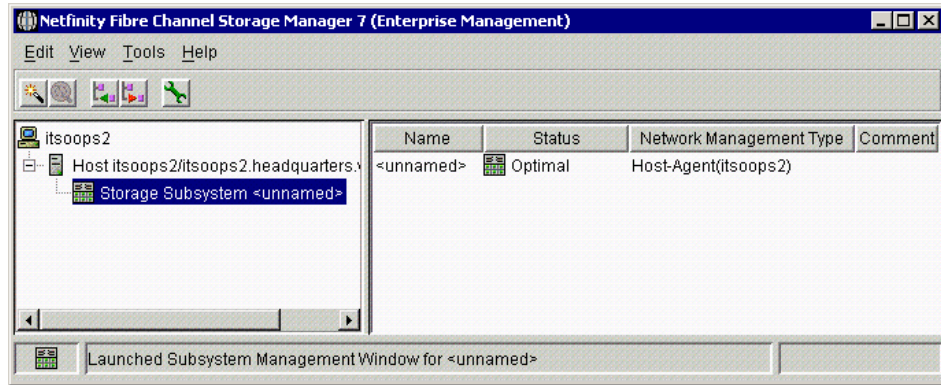 Netfinity Fibre Channel Storage Manager 7 (Enterprise Management)
Edit View Tools Help
itsoops2
Host itsoops2/itsoops2.headquarters.
Storage Subsystem <unnamed>
Name Status Network Management Type Comment
<unnamed> Optimal Host-Agent(itsoops2)
Launched Subsystem Management Window for <unnamed>